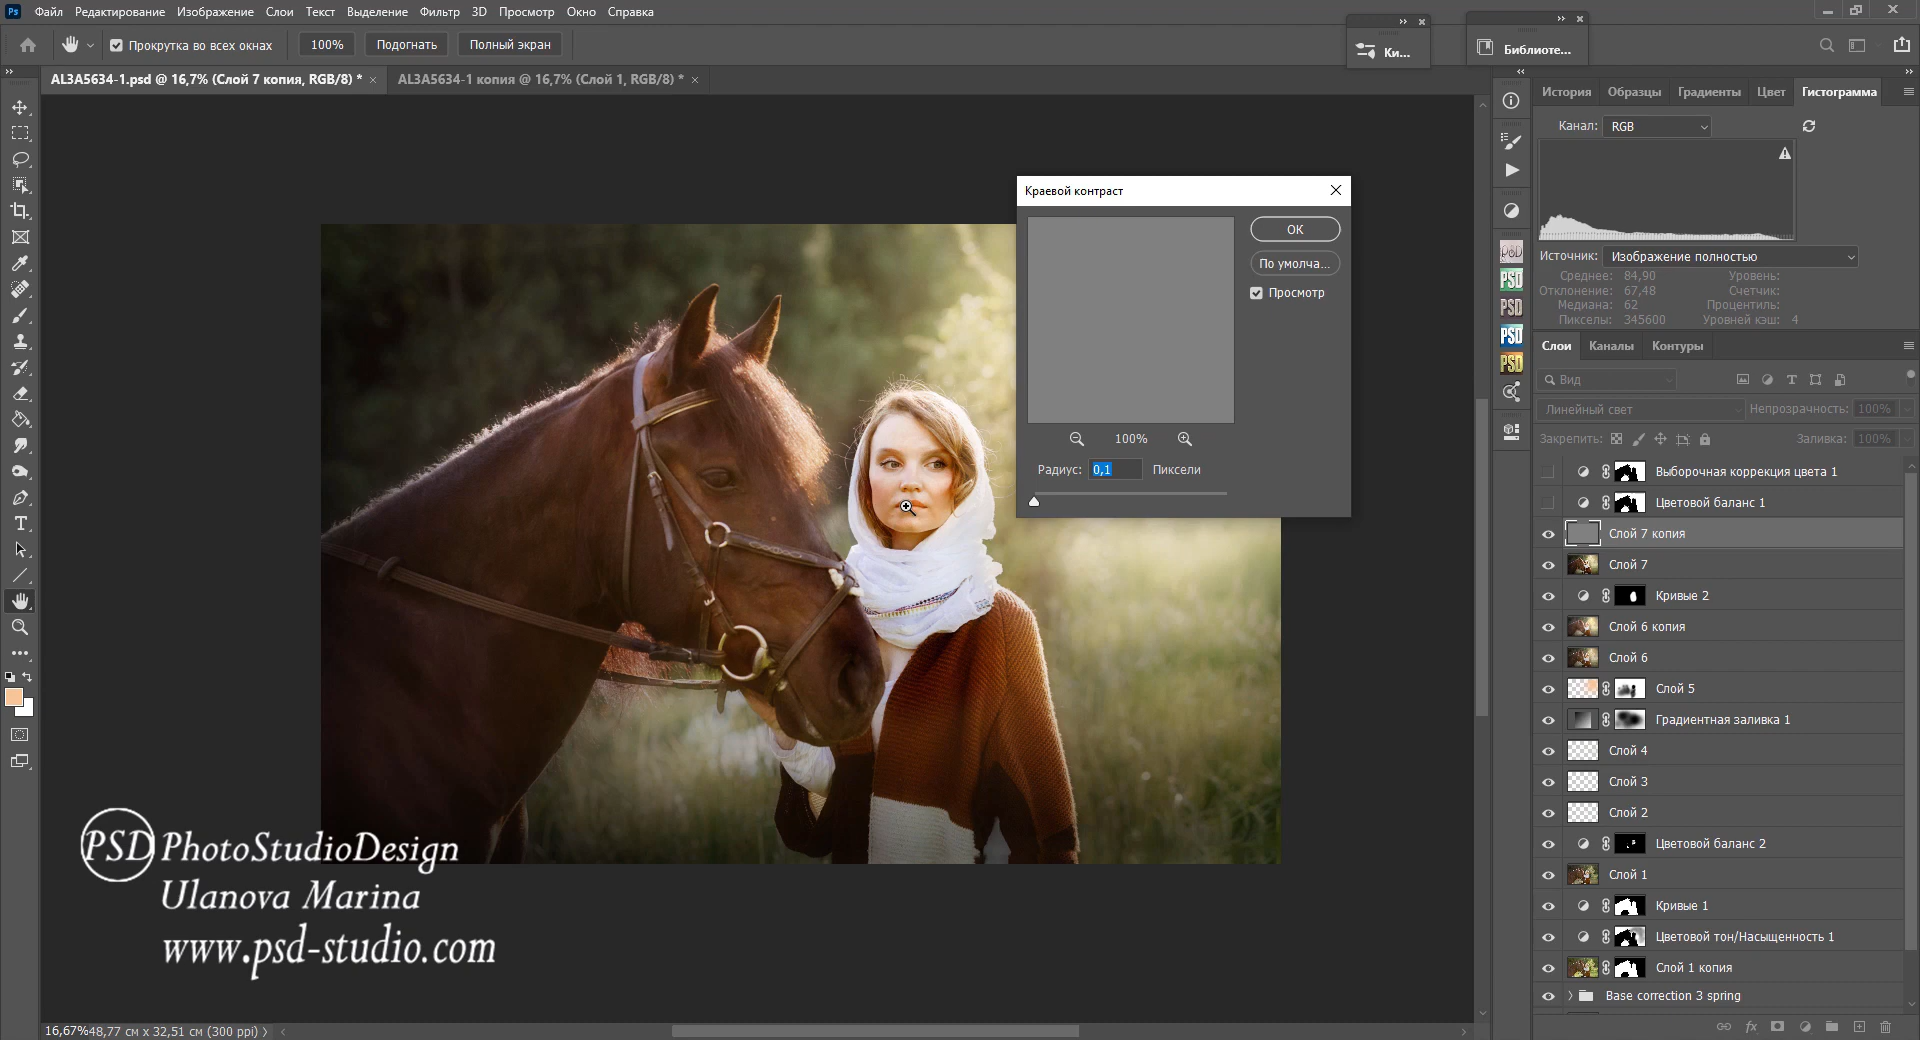 Ps Файл Редактирование Изображение Слои Текст Выделение Фильтр 3D Просмотр Окно Справка
Прокрутка во всех окнах 100% Подогнать Полный экран
Ки...
Библиоте...
AL3A5634-1.psd @ 16,7% (Слой 7 копия, RGB/8) *
AL3A5634-1 копия @ 16,7% (Слой 1, RGB/8) *
История Образцы Градиенты Цвет Гистограмма
Канал: RGB
Источник: Изображение полностью
Среднее: 84,90 Уровень:
Отклонение: 67,48 Счетчик:
Медиана: 62 Процентиль:
Пикселы: 345600 Уровней кэш: 4
PSD
PSD
PSD
PSD
PSD
Краевой контраст
OK
По умолча...
Просмотр
100%
Радиус: 0,1 Пиксели
Слои Каналы Контуры
Вид
Линейный свет Непрозрачность: 100%
Закрепить: Заливка: 100%
Выборочная коррекция цвета 1
Цветовой баланс 1
Слой 7 копия
Слой 7
Кривые 2
Слой 6 копия
Слой 6
Слой 5
Градиентная заливка 1
Слой 4
Слой 3
Слой 2
Цветовой баланс 2
Слой 1
Кривые 1
Цветовой тон/Насыщенность 1
Слой 1 копия
Base correction 3 spring
fx
PSD PhotoStudioDesign
Ulanova Marina
www.psd-studio.com
16,67% 48,77 см x 32,51 см (300 ppi)